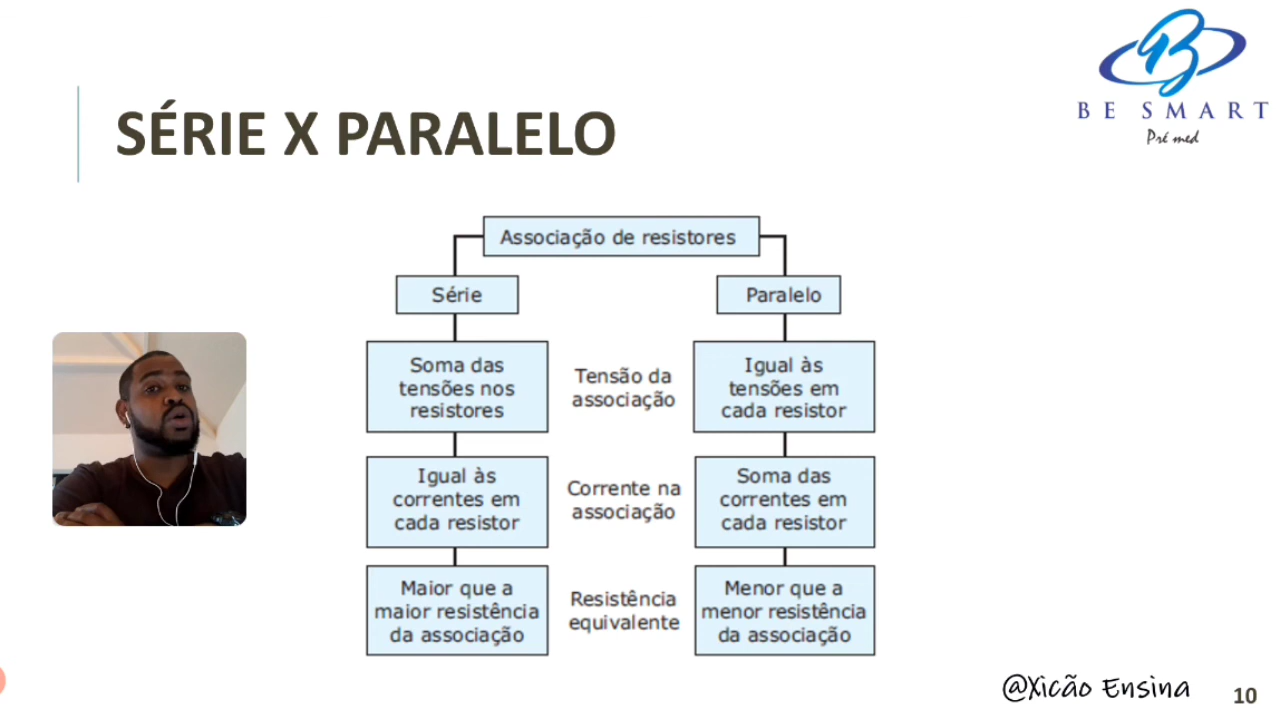 BE SMART
Pré med
SÉRIE X PARALELO
Associação de resistores
Série
Paralelo
Soma das
tensões nos
resistores
Tensão da
associação
Igual às
tensões em
cada resistor
Igual às
correntes em
cada resistor
Corrente na
associação
Soma das
correntes em
cada resistor
Maior que a
maior resistência
da associação
Resistência
equivalente
Menor que a
menor resistência
da associação
@Xicão Ensina
10